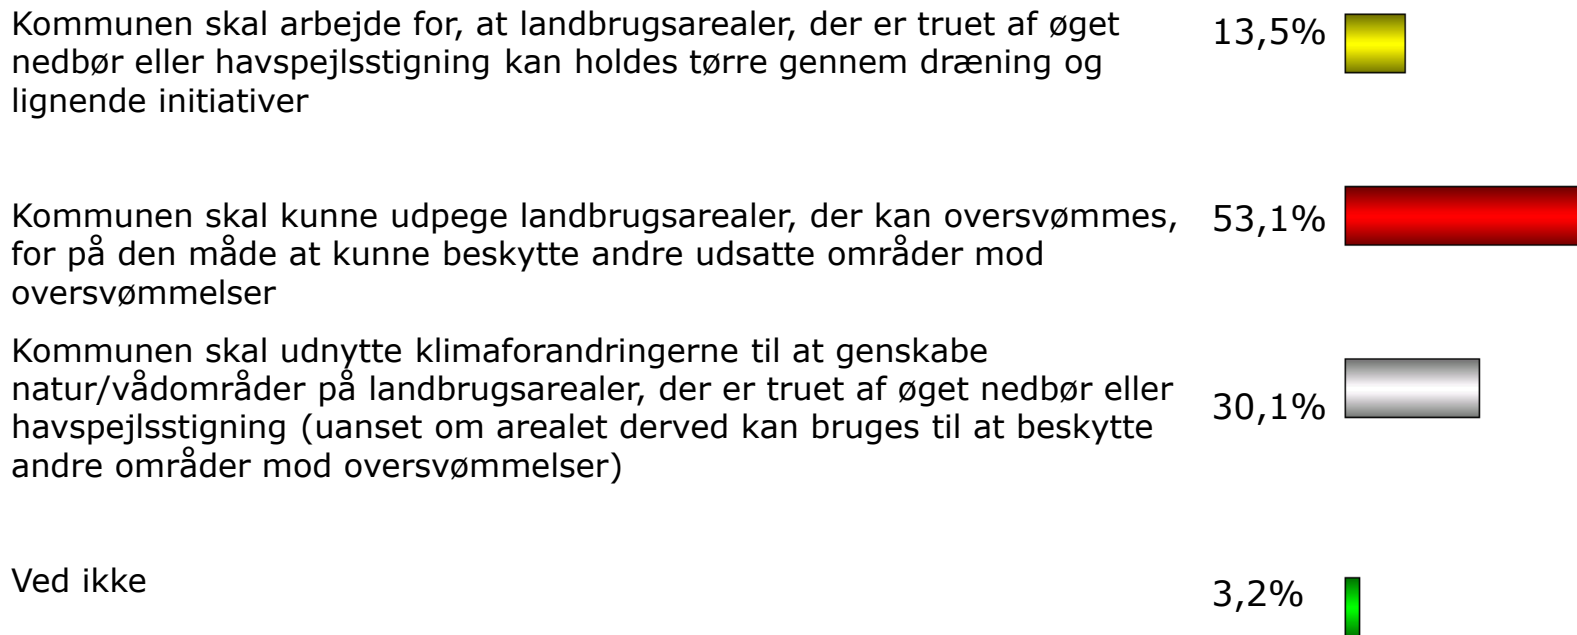 Kommunen skal arbejde for, at landbrugsarealer, der er truet af øget
nedbør eller havspejlsstigning kan holdes tørre gennem dræning og
lignende initiativer
13,5%
Kommunen skal kunne udpege landbrugsarealer, der kan oversvømmes,
for på den måde at kunne beskytte andre udsatte områder mod
oversvømmelser
53,1%
Kommunen skal udnytte klimaforandringerne til at genskabe
natur/vådområder på landbrugsarealer, der er truet af øget nedbør eller
havspejlsstigning (uanset om arealet derved kan bruges til at beskytte
andre områder mod oversvømmelser)
30,1%
Ved ikke
3,2%